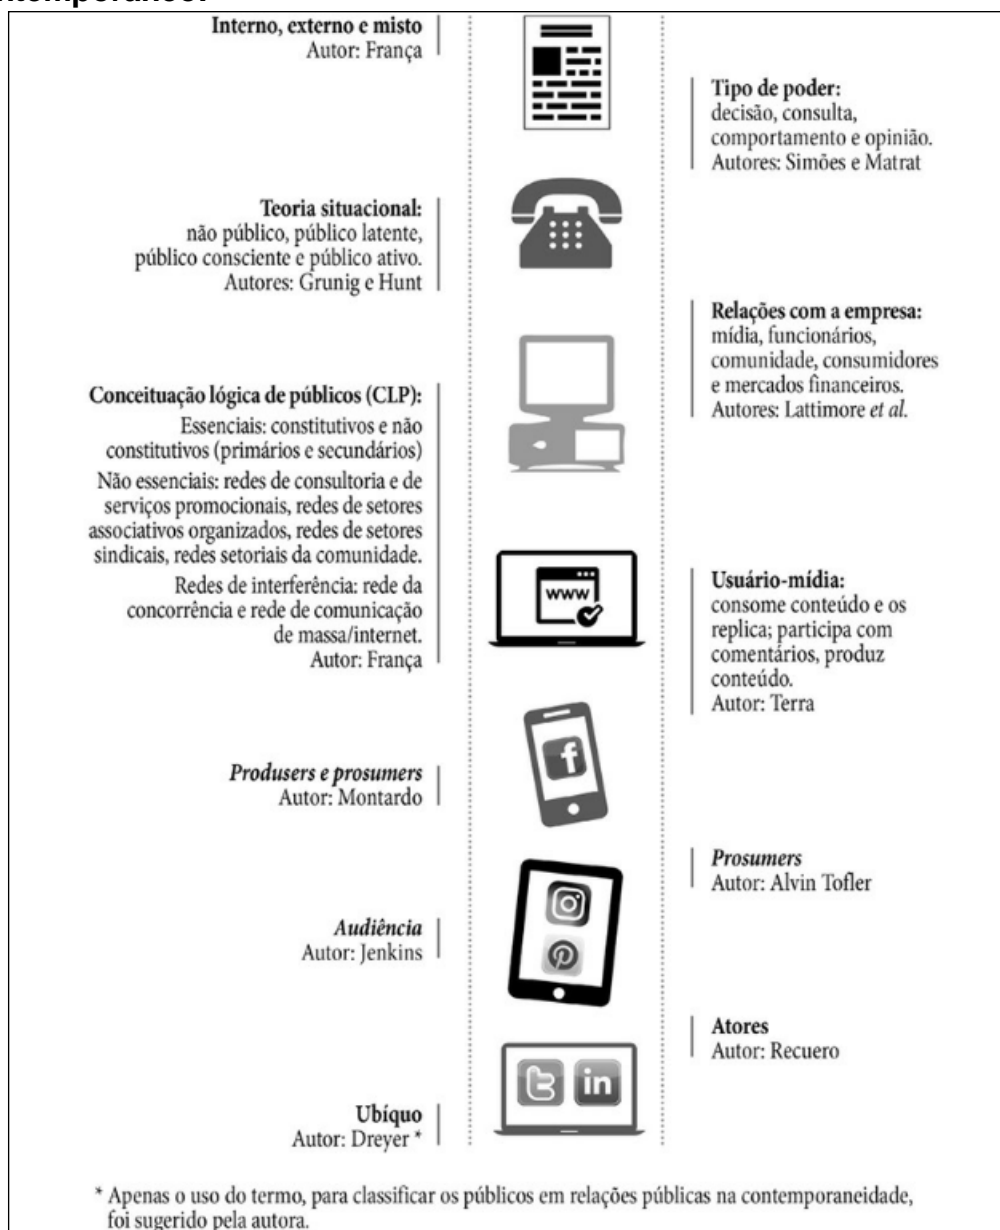 Interno, externo e misto
Autor: França
Tipo de poder:
decisão, consulta,
comportamento e opinião.
Autores: Simões e Matrat
Teoria situacional:
não público, público latente,
público consciente e público ativo.
Autores: Grunig e Hunt
Relações com a empresa:
mídia, funcionários,
comunidade, consumidores
e mercados financeiros.
Autores: Lattimore et al.
Conceituação lógica de públicos (CLP):
Essenciais: constitutivos e não
constitutivos (primários e secundários)
Não essenciais: redes de consultoria e de
serviços promocionais, redes de setores
associativos organizados, redes de setores
sindicais, redes setoriais da comunidade.
Redes de interferência: rede da
concorrência e rede de comunicação
de massa/internet.
Autor: França
www
Usuário-mídia:
consome conteúdo e os
replica; participa com
comentários, produz
conteúdo.
Autor: Terra
f
Produsers e prosumers
Autor: Montardo
Prosumers
Autor: Alvin Tofler
Audiência
Autor: Jenkins
Atores
Autor: Recuero
in
Ubíquo
Autor: Dreyer *
* Apenas o uso do termo, para classificar os públicos em relações públicas na contemporaneidade,
foi sugerido pela autora.